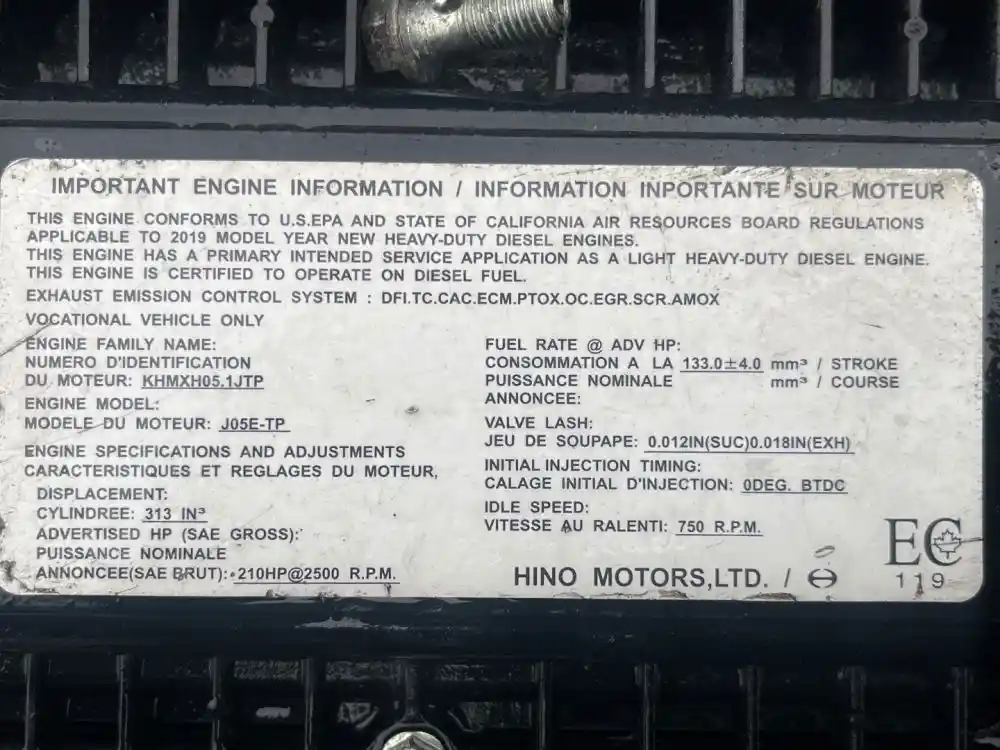 IMPORTANT ENGINE INFORMATION / INFORMATION INPORTANTE SUR MOTEUR
THIS ENGINE CONFORMS TO U.S.EPA AND STATE OF CALIFORNIA AIR RESOURCES BOARD REGULATIONS
APPLICABLE TO 2019 MODEL YEAR NEW HEAVY-DUTY DIESEL ENGINES.
THIS ENGINE HAS A PRIMARY INTENDED SERVICE APPLICATION AS A LIGHT HEAVY-DUTY DIESEL ENGINE.
THIS ENGINE IS CERTIFIED TO OPERATE ON DIESEL FUEL.
EXHAUST EMISSION CONTROL SYSTEM : DFI.TC.CAC.ECM.PTOX.OC.EGR.SCR.AMOX
VOCATIONAL VEHICLE ONLY
ENGINE FAMILY NAME:
NUMERO D'IDENTIFICATION
DU MOTEUR: KHMXH05.1JTP
ENGINE MODEL:
MODELE DU MOTEUR: J05E-TP
ENGINE SPECIFICATIONS AND ADJUSTMENTS
CARACTERISTIQUES ET REGLAGES DU MOTEUR,
DISPLACEMENT:
CYLINDREE: 313 IN³
ADVERTISED HP (SAE GROSS):
PUISSANCE NOMINALE
ANNONCEE(SAE BRUT): 210HP@2500 R.P.M.
FUEL RATE @ ADV HP:
CONSOMMATION A LA 133.0±4.0 mm³ / STROKE
PUISSANCE NOMINALE mm³ / COURSE
ANNONCEE:
VALVE LASH:
JEU DE SOUPAPE: 0.012IN(SUC)0.018IN(EXH)
INITIAL INJECTION TIMING:
CALAGE INITIAL D'INJECTION: 0DEG. BTDC
IDLE SPEED:
VITESSE AU RALENTI: 750 R.P.M.
HINO MOTORS,LTD. /
EC
119